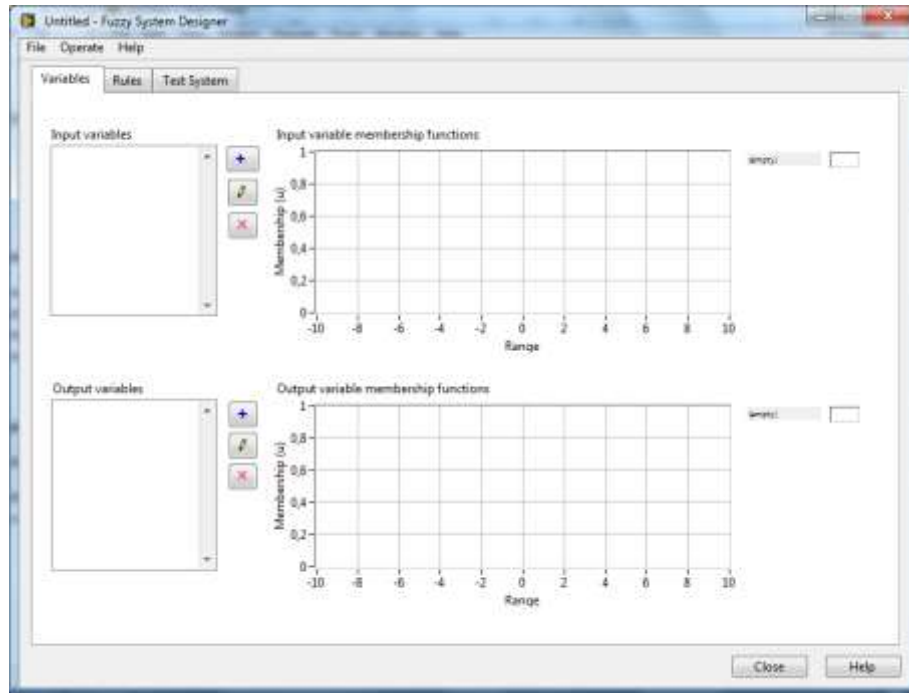 Untitled - Fuzzy System Designer
File Operate Help
Variables Rules Test System
Input variables
Input variable membership functions
1
0,8
0,6
0,4
0,2
0
Membership (u)
-10 -8 -6 -4 -2 0 2 4 6 8 10
Range
(empty)
Output variables
Output variable membership functions
1
0,8
0,6
0,4
0,2
0
Membership (u)
-10 -8 -6 -4 -2 0 2 4 6 8 10
Range
(empty)
Close Help